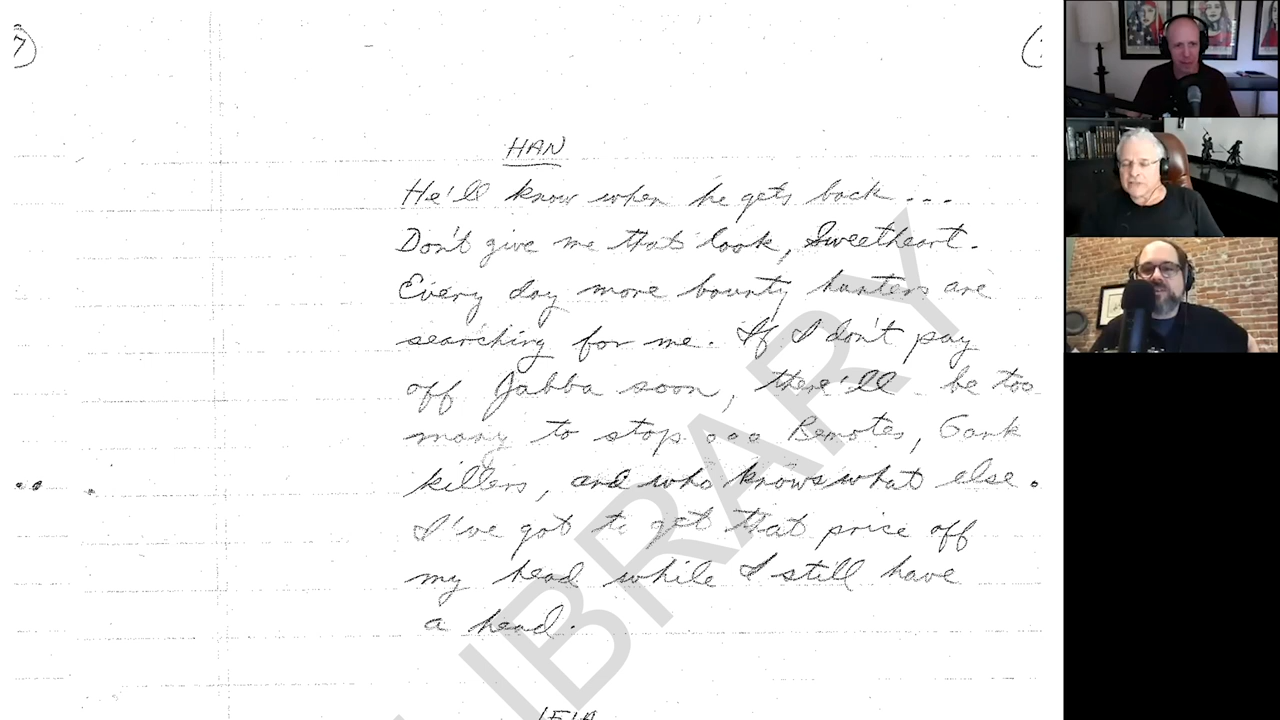 7
HAN
He'll know when he gets back...
Don't give me that look, Sweetheart.
Every day more bounty hunters are
searching for me. If I don't pay
off Jabba soon, there'll be too
many to stop... Remotes, Gank
killers, and who knows what else.
I've got to get that price off
my head while I still have
a head.
LEIA
LIBRARY